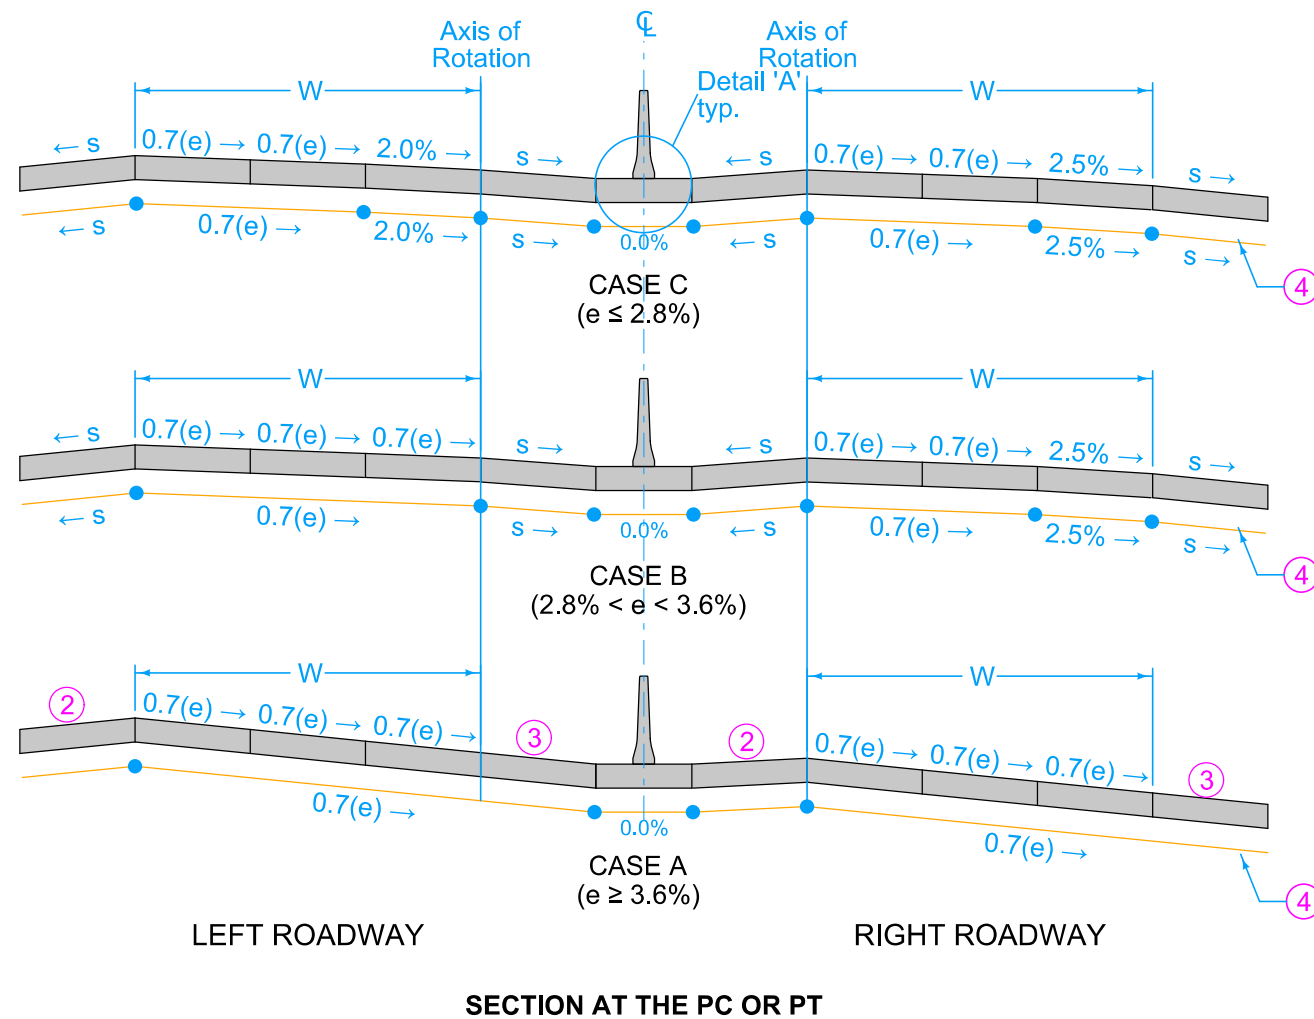 Axis of
Rotation
℄
Axis of
Rotation
Detail 'A'
typ.
W
W
← s
0.7(e) →
0.7(e) →
2.0% →
s →
← s
0.7(e) →
0.7(e) →
2.5% →
s →
← s
0.7(e) →
2.0% →
s →
0.0%
← s
0.7(e) →
2.5% →
s →
4
CASE C
(e ≤ 2.8%)
W
W
← s
0.7(e) →
0.7(e) →
0.7(e) →
s →
← s
0.7(e) →
0.7(e) →
2.5% →
s →
← s
0.7(e) →
s →
0.0%
← s
0.7(e) →
2.5% →
s →
4
CASE B
(2.8% < e < 3.6%)
W
W
2
0.7(e) →
0.7(e) →
0.7(e) →
3
2
0.7(e) →
0.7(e) →
0.7(e) →
3
0.7(e) →
0.0%
0.7(e) →
4
CASE A
(e ≥ 3.6%)
LEFT ROADWAY
RIGHT ROADWAY
SECTION AT THE PC OR PT